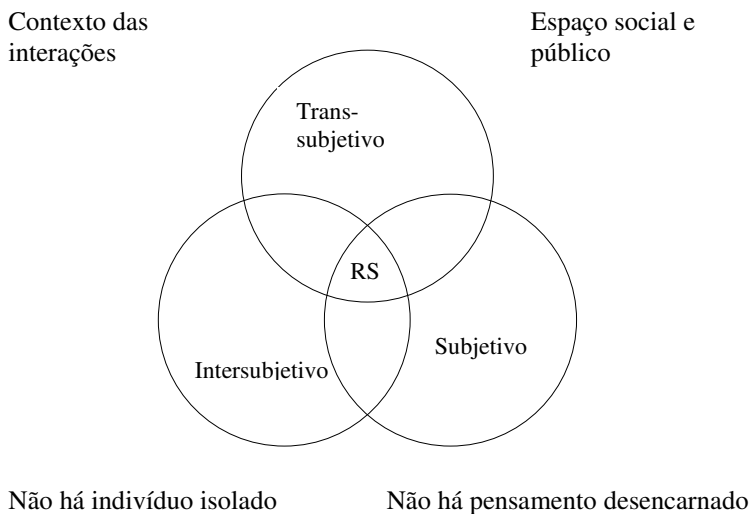 Contexto das
interações
Espaço social e
público
Trans-
subjetivo
RS
Subjetivo
Intersubjetivo
Não há indivíduo isolado
Não há pensamento desencarnado